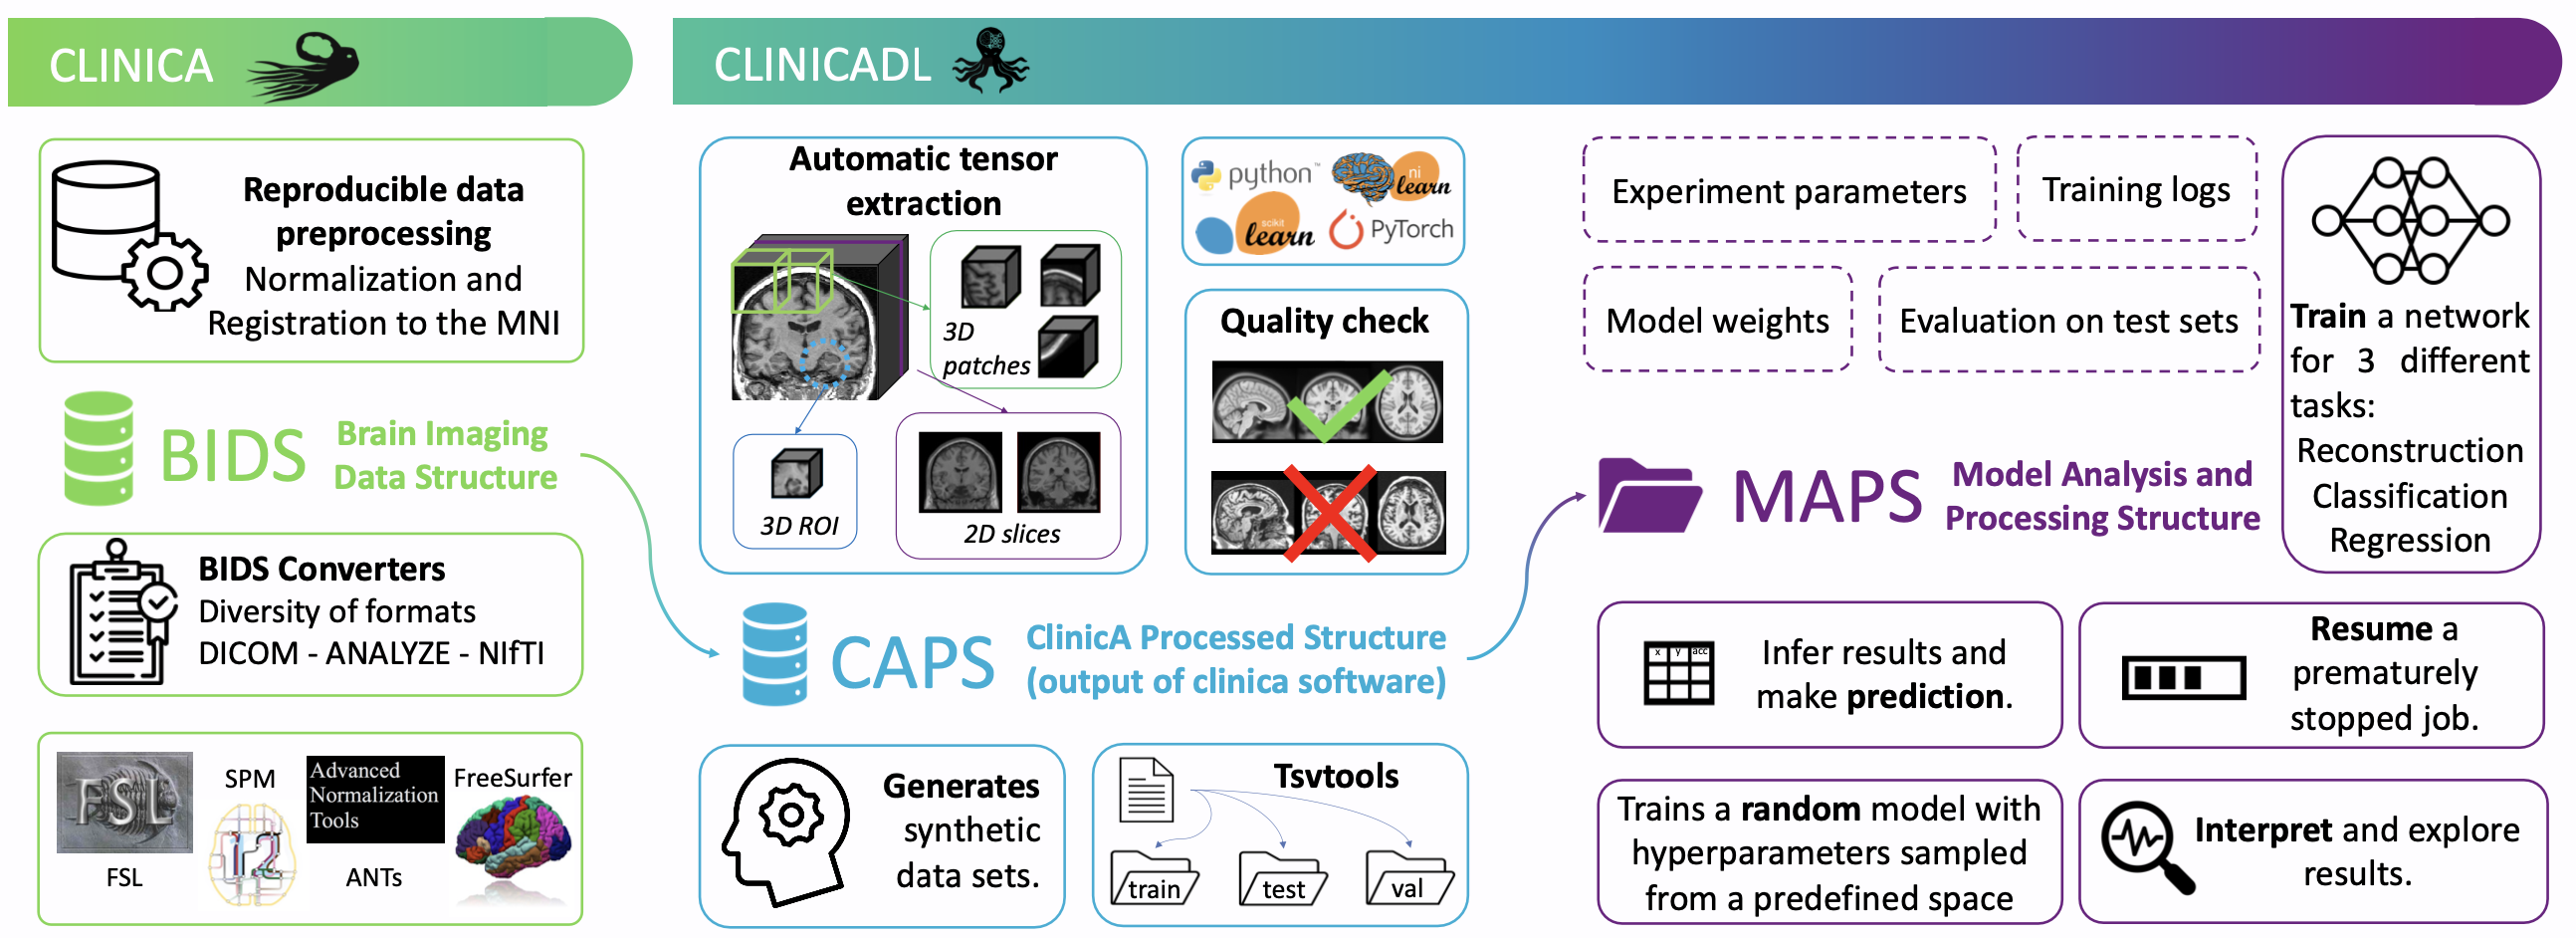 CLINICA
CLINICADL
Reproducible data
preprocessing
Normalization and
Registration to the MNI
BIDS
Brain Imaging
Data Structure
BIDS Converters
Diversity of formats
DICOM - ANALYZE - NIfTI
FSL
FSL
SPM
Advanced
Normalization
Tools
ANTs
FreeSurfer
Automatic tensor
extraction
3D
patches
3D ROI
2D slices
python™
ni
learn
scikit
learn
PyTorch
Quality check
CAPS
ClinicA Processed Structure
(output of clinica software)
Generates
synthetic
data sets.
Tsvtools
train
test
val
Experiment parameters
Training logs
Model weights
Evaluation on test sets
MAPS
Model Analysis and
Processing Structure
Train a network
for 3 different
tasks:
Reconstruction
Classification
Regression
x y acc
Infer results and
make prediction.
Resume a
prematurely
stopped job.
Trains a random model with
hyperparameters sampled
from a predefined space
Interpret and explore
results.